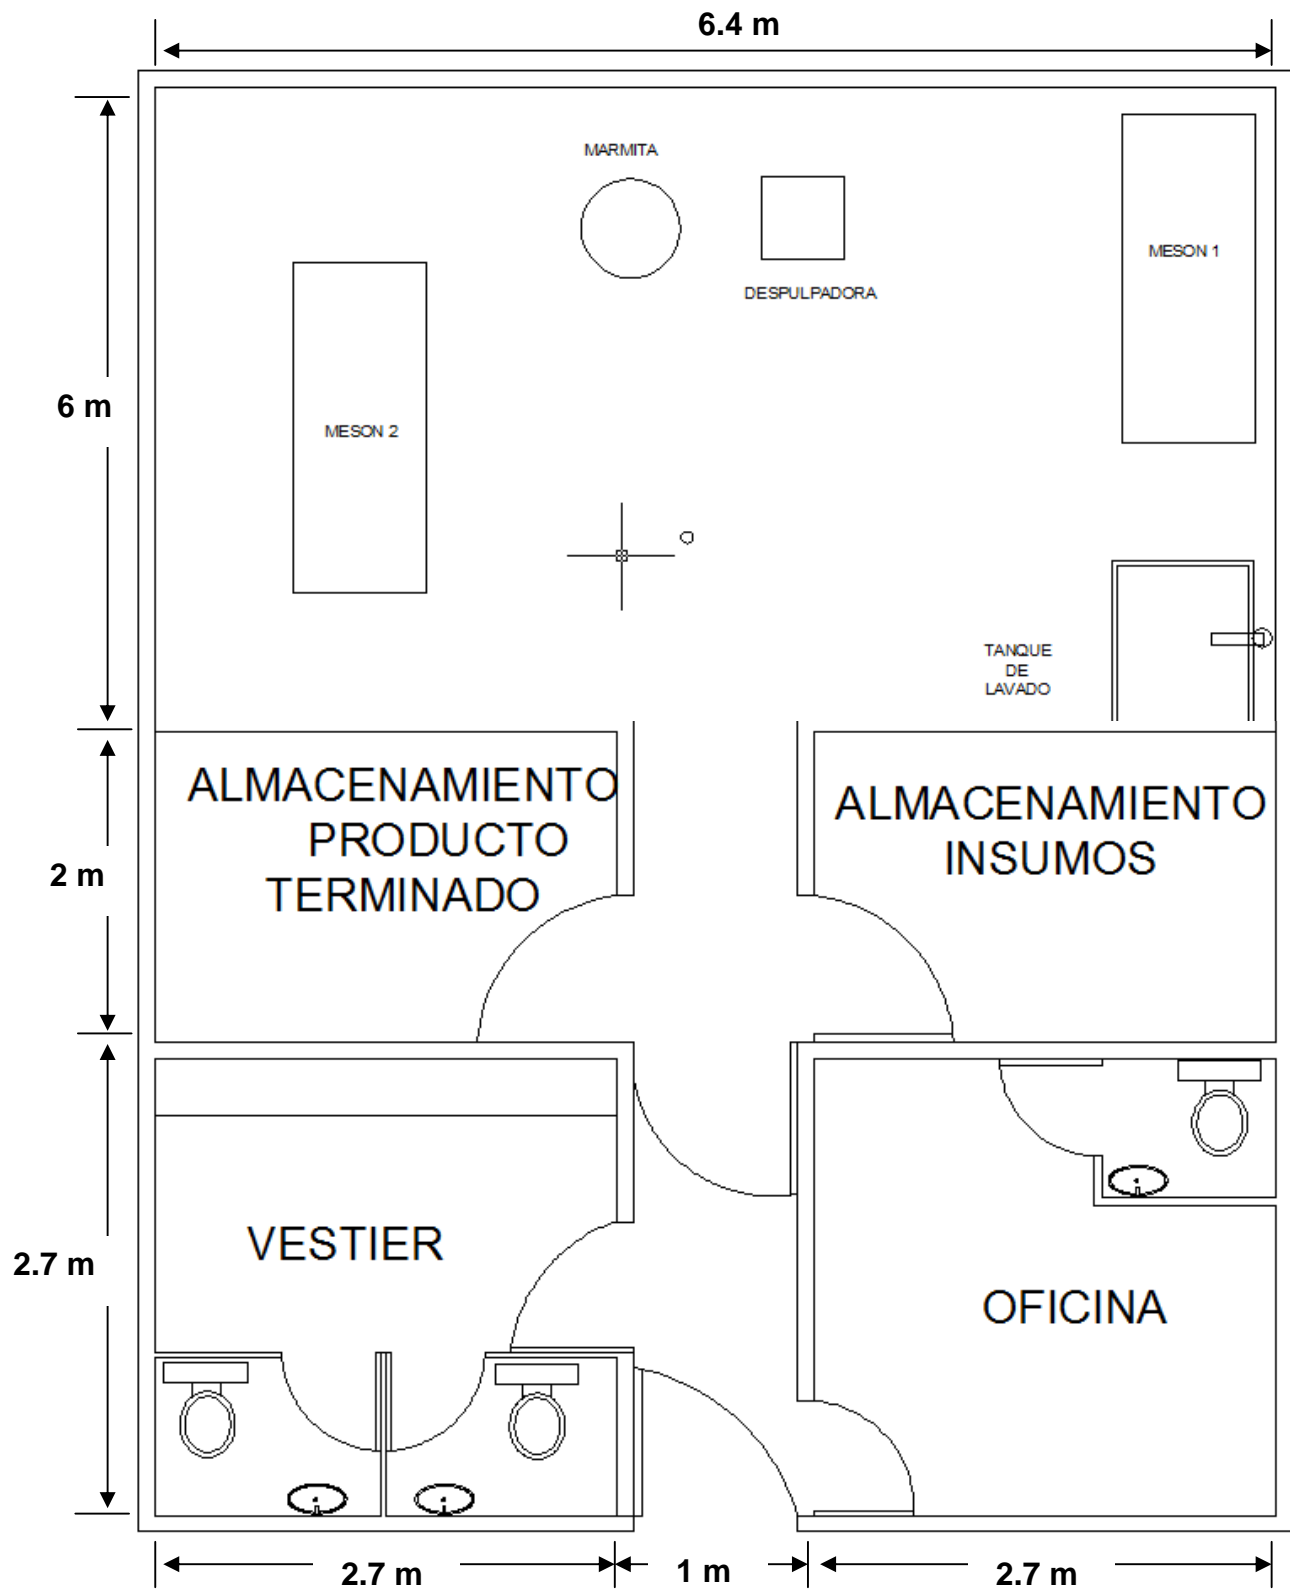 6.4 m
MARMITA
DESPULPADORA
MESON 1
6 m
MESON 2
TANQUE
DE
LAVADO
ALMACENAMIENTO
PRODUCTO
TERMINADO
ALMACENAMIENTO
INSUMOS
2 m
VESTIER
2.7 m
OFICINA
2.7 m
1 m
2.7 m